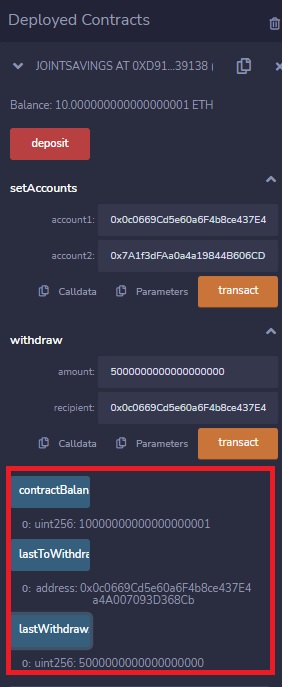 Deployed Contracts
JOINTSAVINGS AT 0XD91...39138 (
Balance: 10.000000000000000001 ETH
deposit
setAccounts
account1: 0x0c0669Cd5e60a6F4b8ce437E4
account2: 0x7A1f3dFAa0a4a19844B606CD
Calldata Parameters transact
withdraw
amount: 5000000000000000000
recipient: 0x0c0669Cd5e60a6F4b8ce437E4
Calldata Parameters transact
contractBalan
0: uint256: 10000000000000000001
lastToWithdra
0: address: 0x0c0669Cd5e60a6F4b8ce437E4
a4A007093D368Cb
lastWithdraw
0: uint256: 5000000000000000000